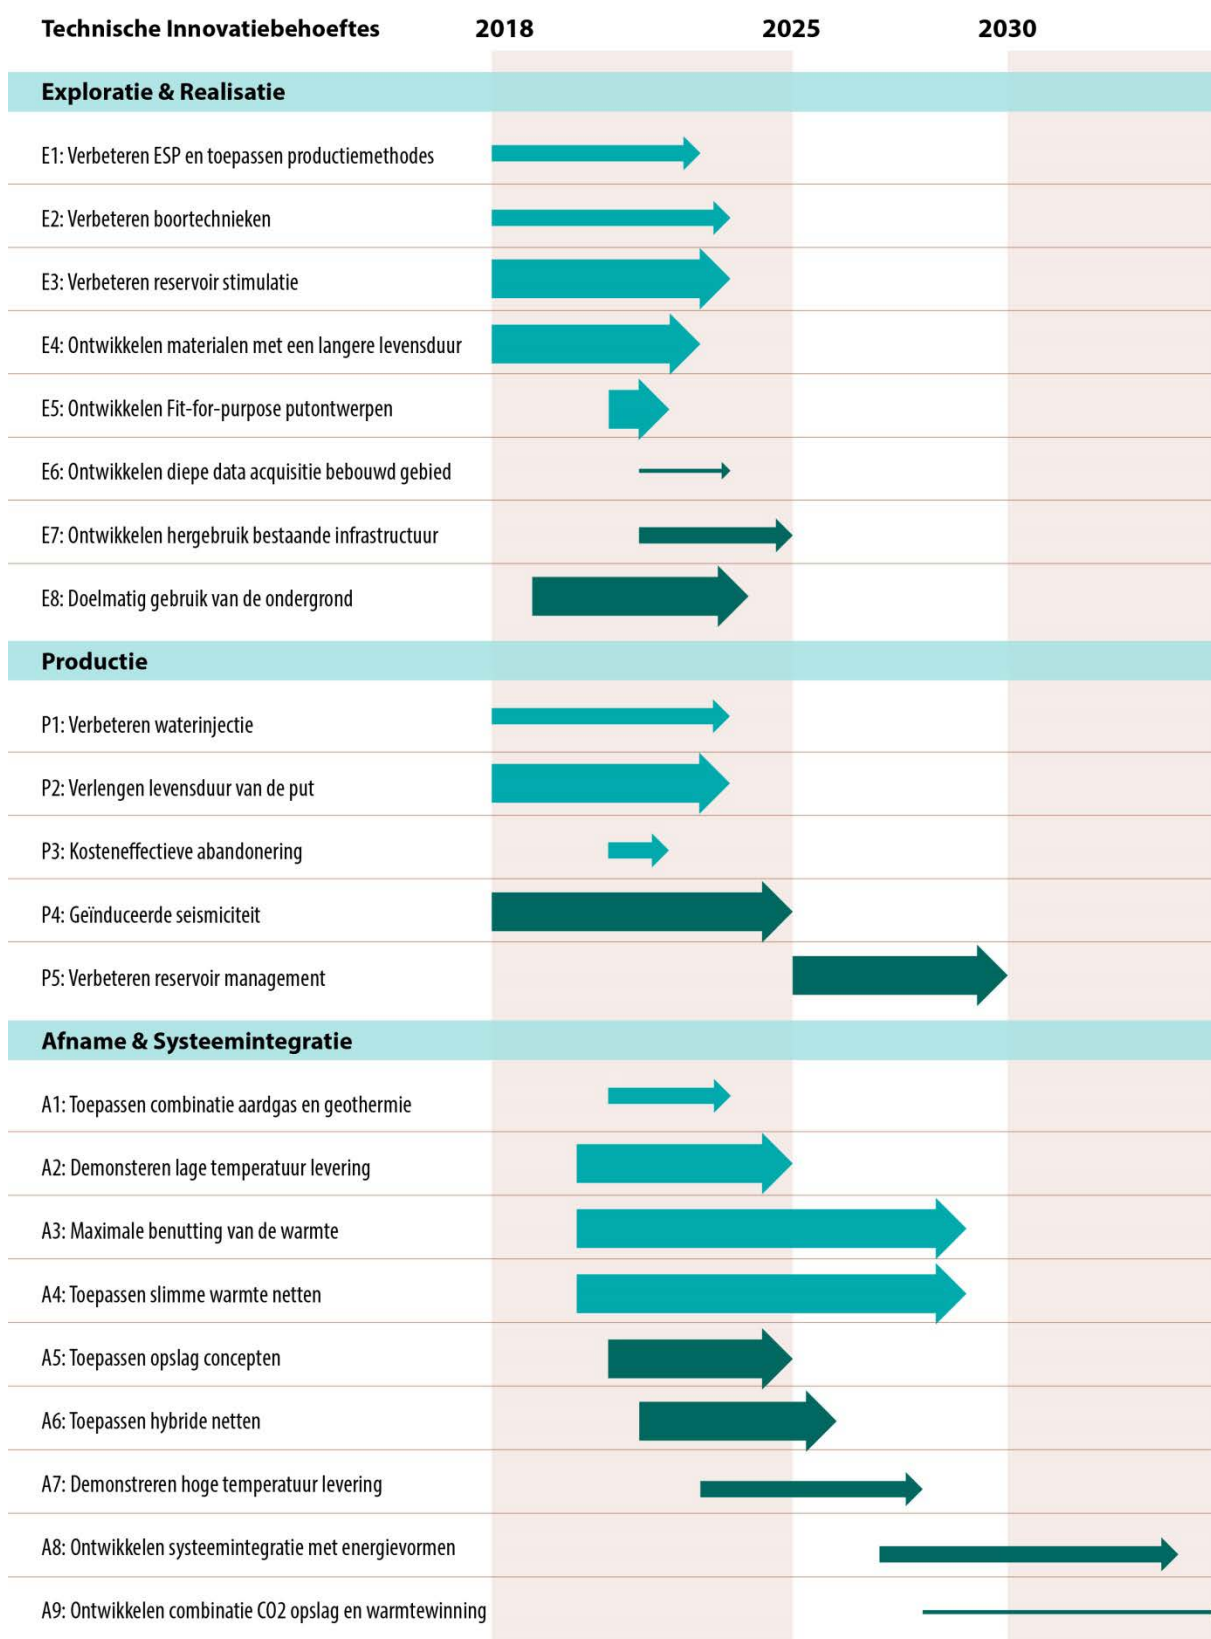 Technische Innovatiebehoeftes 2018 2025 2030
Exploratie & Realisatie
E1: Verbeteren ESP en toepassen productiemethodes
E2: Verbeteren boortechnieken
E3: Verbeteren reservoir stimulatie
E4: Ontwikkelen materialen met een langere levensduur
E5: Ontwikkelen Fit-for-purpose putontwerpen
E6: Ontwikkelen diepe data acquisitie bebouwd gebied
E7: Ontwikkelen hergebruik bestaande infrastructuur
E8: Doelmatig gebruik van de ondergrond
Productie
P1: Verbeteren waterinjectie
P2: Verlengen levensduur van de put
P3: Kosteneffectieve abandonering
P4: Geïnduceerde seismiciteit
P5: Verbeteren reservoir management
Afname & Systeemintegratie
A1: Toepassen combinatie aardgas en geothermie
A2: Demonsteren lage temperatuur levering
A3: Maximale benutting van de warmte
A4: Toepassen slimme warmte netten
A5: Toepassen opslag concepten
A6: Toepassen hybride netten
A7: Demonstreren hoge temperatuur levering
A8: Ontwikkelen systeemintegratie met energievormen
A9: Ontwikkelen combinatie CO2 opslag en warmtewinning